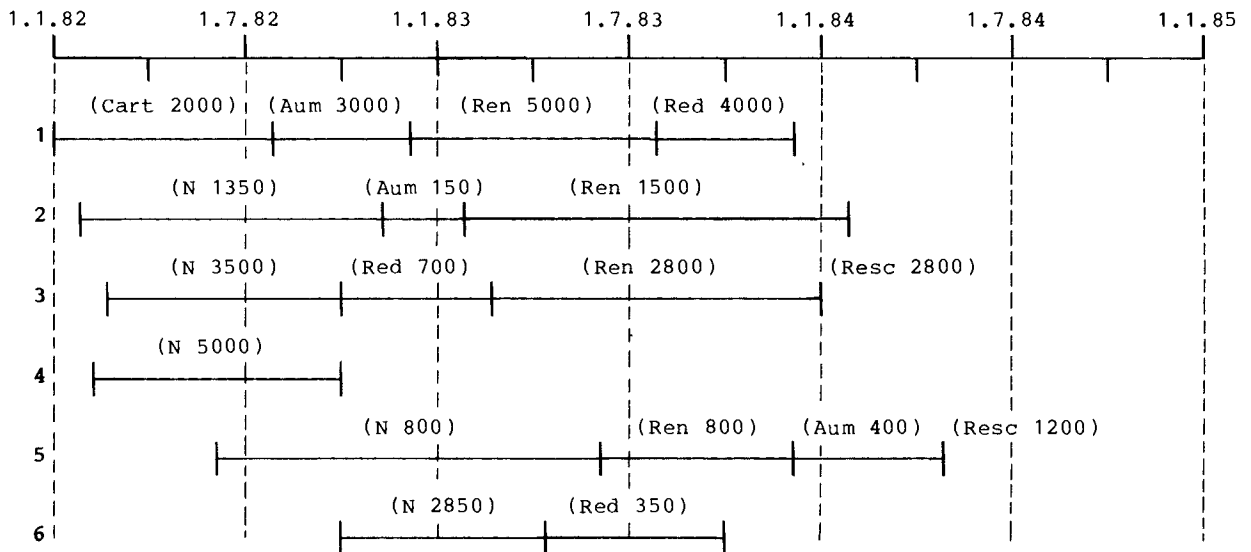 1.1.82 1.7.82 1.1.83 1.7.83 1.1.84 1.7.84 1.1.85
(Cart 2000) (Aum 3000) (Ren 5000) (Red 4000)
1
(N 1350) (Aum 150) (Ren 1500)
2
(N 3500) (Red 700) (Ren 2800) (Resc 2800)
3
(N 5000)
4
(N 800) (Ren 800) (Aum 400) (Resc 1200)
5
(N 2850) (Red 350)
6